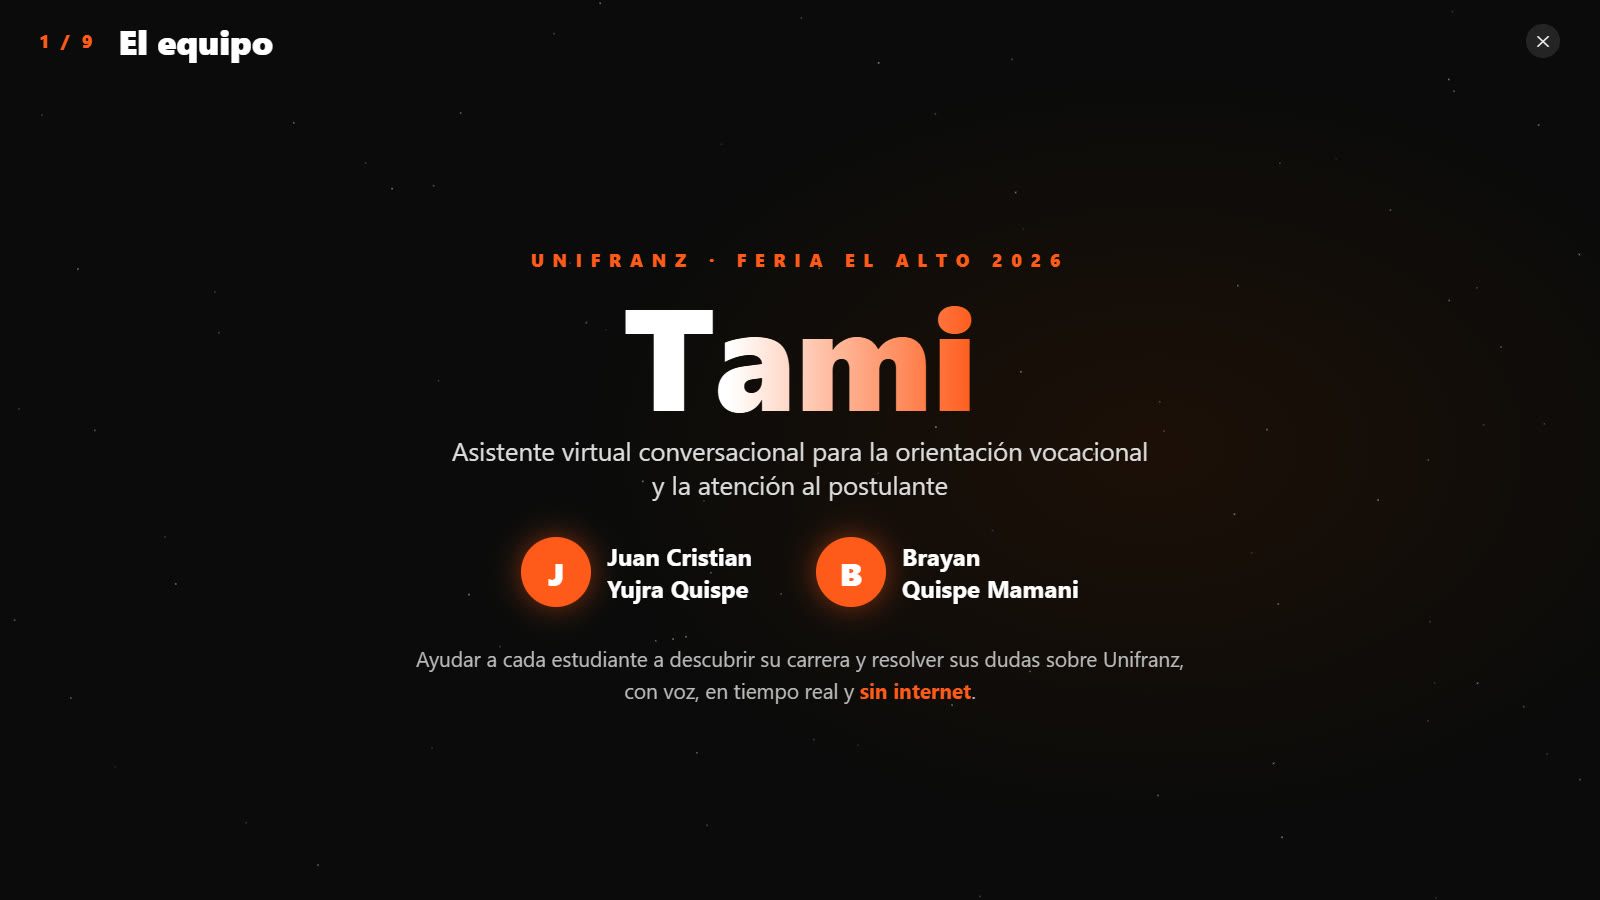 1 / 9 El equipo
UNIFRANZ · FERIA EL ALTO 2026
Tami
Asistente virtual conversacional para la orientación vocacional
y la atención al postulante
J
Juan Cristian
Yujra Quispe
B
Brayan
Quispe Mamani
Ayudar a cada estudiante a descubrir su carrera y resolver sus dudas sobre Unifranz,
con voz, en tiempo real y sin internet.